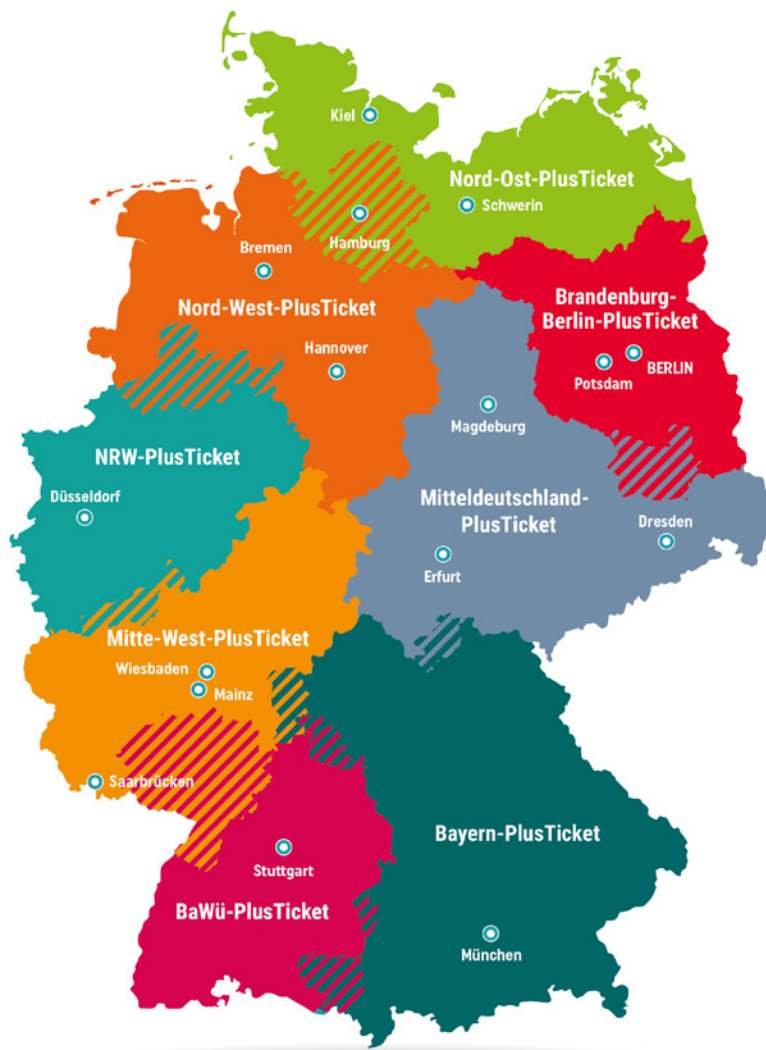 Kiel
Nord-Ost-PlusTicket
Schwerin
Hamburg
Bremen
Nord-West-PlusTicket
Hannover
Brandenburg-
Berlin-PlusTicket
BERLIN
Potsdam
Magdeburg
NRW-PlusTicket
Düsseldorf
Mitteldeutschland-
PlusTicket
Dresden
Erfurt
Mitte-West-PlusTicket
Wiesbaden
Mainz
Saarbrücken
Bayern-PlusTicket
Stuttgart
BaWü-PlusTicket
München